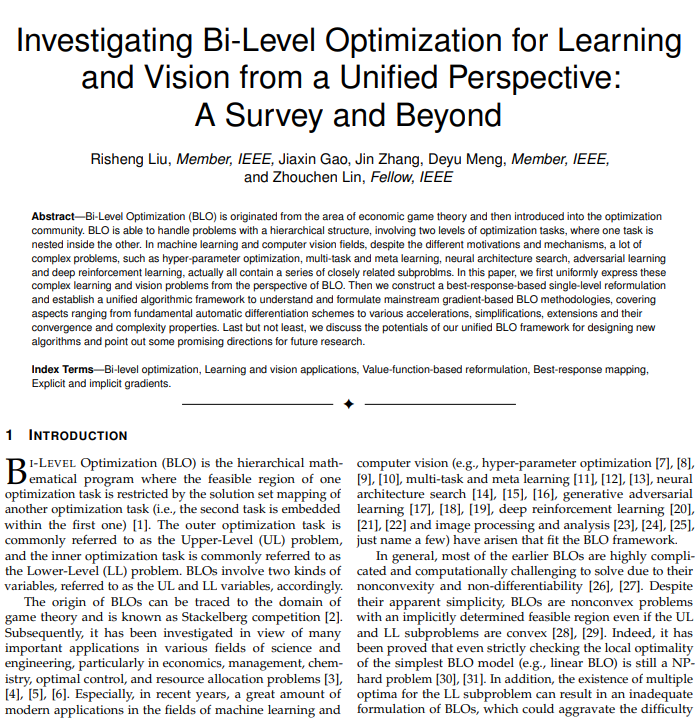 Investigating Bi-Level Optimization for Learning
and Vision from a Unified Perspective:
A Survey and Beyond
Risheng Liu, Member, IEEE, Jiaxin Gao, Jin Zhang, Deyu Meng, Member, IEEE,
and Zhouchen Lin, Fellow, IEEE
Abstract—Bi-Level Optimization (BLO) is originated from the area of economic game theory and then introduced into the optimization
community. BLO is able to handle problems with a hierarchical structure, involving two levels of optimization tasks, where one task is
nested inside the other. In machine learning and computer vision fields, despite the different motivations and mechanisms, a lot of
complex problems, such as hyper-parameter optimization, multi-task and meta learning, neural architecture search, adversarial learning
and deep reinforcement learning, actually all contain a series of closely related subproblms. In this paper, we first uniformly express these
complex learning and vision problems from the perspective of BLO. Then we construct a best-response-based single-level reformulation
and establish a unified algorithmic framework to understand and formulate mainstream gradient-based BLO methodologies, covering
aspects ranging from fundamental automatic differentiation schemes to various accelerations, simplifications, extensions and their
convergence and complexity properties. Last but not least, we discuss the potentials of our unified BLO framework for designing new
algorithms and point out some promising directions for future research.
Index Terms—Bi-level optimization, Learning and vision applications, Value-function-based reformulation, Best-response mapping,
Explicit and implicit gradients.
1 INTRODUCTION
BI-LEVEL Optimization (BLO) is the hierarchical math-
ematical program where the feasible region of one
optimization task is restricted by the solution set mapping of
another optimization task (i.e., the second task is embedded
within the first one) [1]. The outer optimization task is
commonly referred to as the Upper-Level (UL) problem,
and the inner optimization task is commonly referred to as
the Lower-Level (LL) problem. BLOs involve two kinds of
variables, referred to as the UL and LL variables, accordingly.
The origin of BLOs can be traced to the domain of
game theory and is known as Stackelberg competition [2].
Subsequently, it has been investigated in view of many
important applications in various fields of science and
engineering, particularly in economics, management, chem-
istry, optimal control, and resource allocation problems [3],
[4], [5], [6]. Especially, in recent years, a great amount of
modern applications in the fields of machine learning and
computer vision (e.g., hyper-parameter optimization [7], [8],
[9], [10], multi-task and meta learning [11], [12], [13], neural
architecture search [14], [15], [16], generative adversarial
learning [17], [18], [19], deep reinforcement learning [20],
[21], [22] and image processing and analysis [23], [24], [25],
just name a few) have arisen that fit the BLO framework.
In general, most of the earlier BLOs are highly compli-
cated and computationally challenging to solve due to their
nonconvexity and non-differentiability [26], [27]. Despite
their apparent simplicity, BLOs are nonconvex problems
with an implicitly determined feasible region even if the UL
and LL subproblems are convex [28], [29]. Indeed, it has
been proved that even strictly checking the local optimality
of the simplest BLO model (e.g., linear BLO) is still a NP-
hard problem [30], [31]. In addition, the existence of multiple
optima for the LL subproblem can result in an inadequate
formulation of BLOs, which could aggravate the difficulty